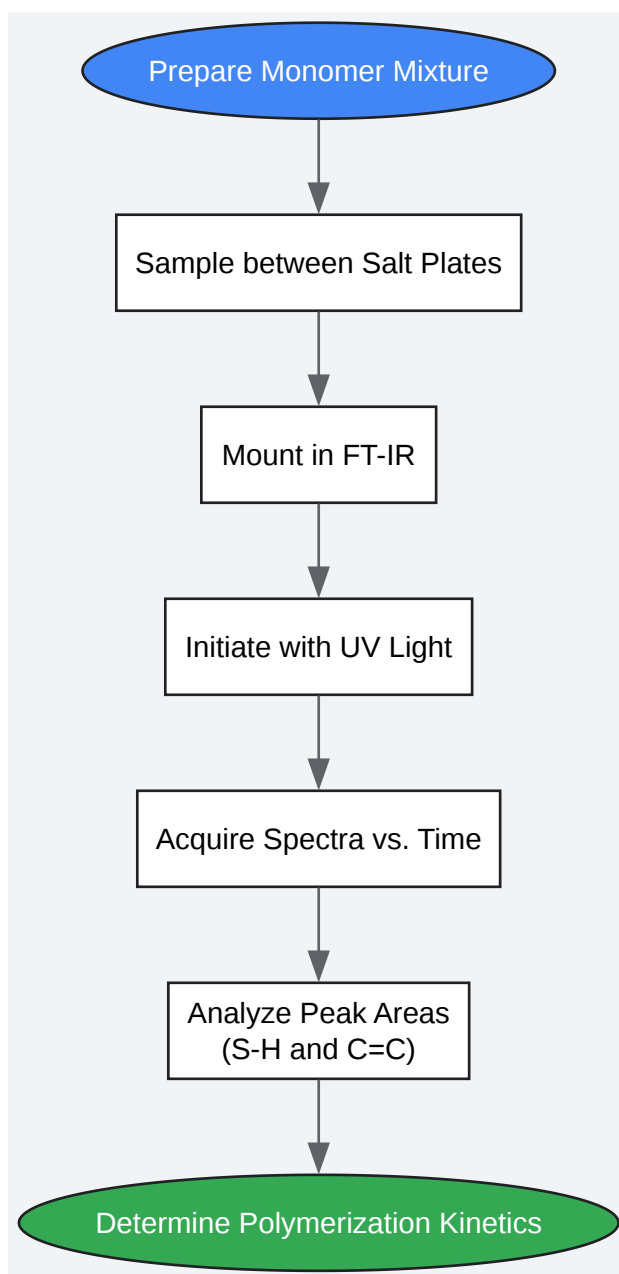 Prepare Monomer Mixture
Sample between Salt Plates
Mount in FT-IR
Initiate with UV Light
Acquire Spectra vs. Time
Analyze Peak Areas
(S-H and C=C)
Determine Polymerization Kinetics